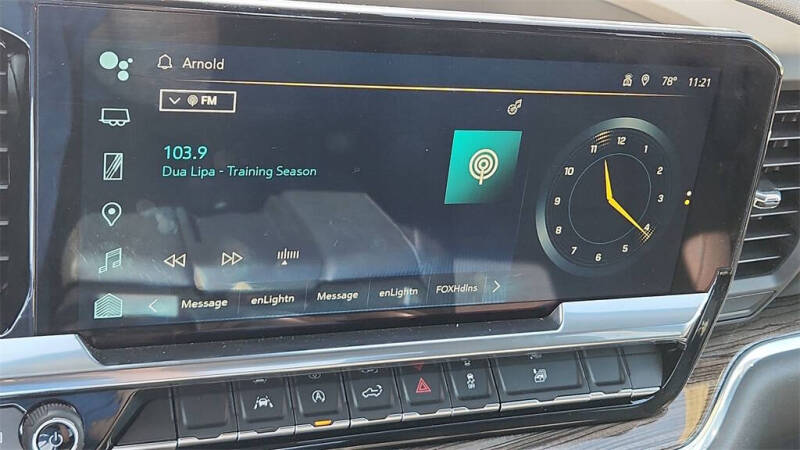 Arnold
78° 11:21
FM
103.9
Dua Lipa - Training Season
11 12 1
10 2
9 3
8 4
7 6 5
Message enLightn Message enLightn FOXHdlns
A